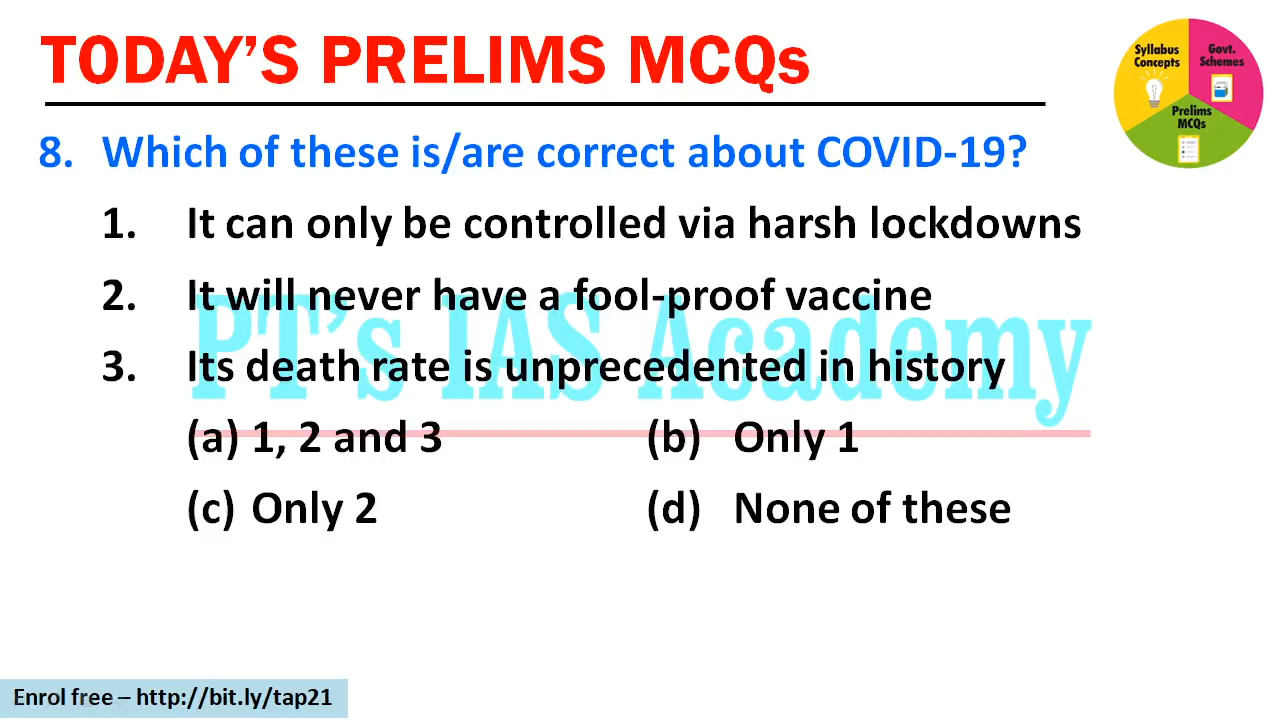 TODAY'S PRELIMS MCQs
Syllabus Concepts
Govt. Schemes
Prelims MCQs
8. Which of these is/are correct about COVID-19?
1. It can only be controlled via harsh lockdowns
2. It will never have a fool-proof vaccine
PT's IAS Academy
3. Its death rate is unprecedented in history
(a) 1, 2 and 3 (b) Only 1
(c) Only 2 (d) None of these
Enrol free – http://bit.ly/tap21